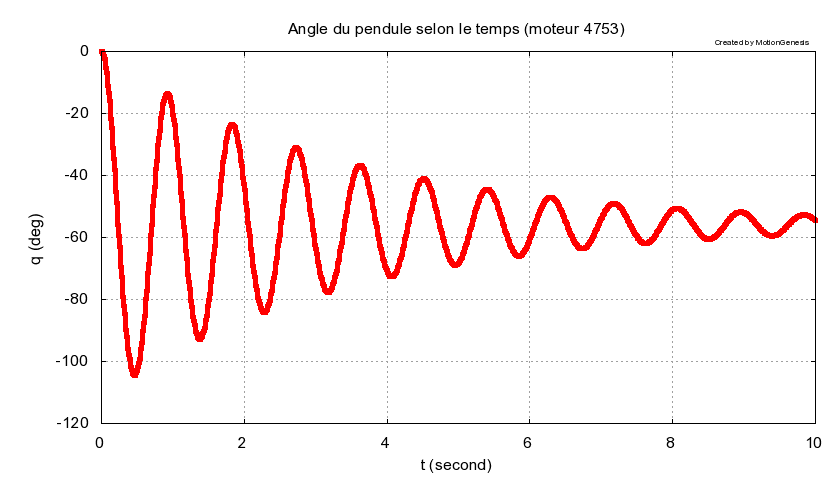 Angle du pendule selon le temps (moteur 4753)
Created by MotionGenesis
0
-20
-40
-60
-80
-100
-120
q (deg)
0 2 4 6 8 10
t (second)